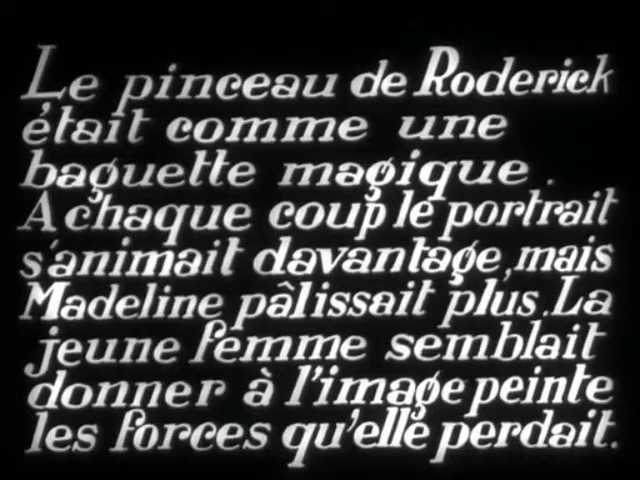 Le pinceau de Roderick
était comme une
baguette magique.
A chaque coup le portrait
s'animait davantage, mais
Madeline pâlissait plus. La
jeune femme semblait
donner à l'image peinte
les forces qu'elle perdait.